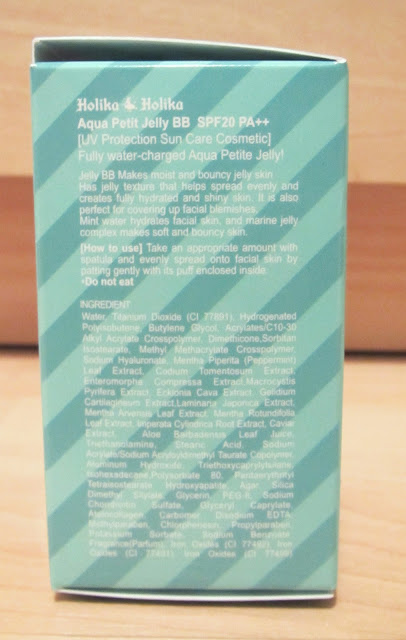 Holika & Holika
Aqua Petit Jelly BB SPF20 PA++
[UV Protection Sun Care Cosmetic]
Fully water-charged Aqua Petite Jelly!
Jelly BB Makes moist and bouncy jelly skin
Has jelly texture that helps spread evenly and
creates fully hydrated and shiny skin. It is also
perfect for covering up facial blemishes.
Mint water hydrates facial skin, and marine jelly
complex makes soft and bouncy skin.
[How to use] Take an appropriate amount with
spatula and evenly spread onto facial skin by
patting gently with its puff enclosed inside.
•Do not eat
INGREDIENT
Water, Titanium Dioxide (CI 77891), Hydrogenated
Polyisobutene, Butylene Glycol, Acrylates/C10-30
Alkyl Acrylate Crosspolymer, Dimethicone, Sorbitan
Isostearate, Methyl Methacrylate Crosspolymer,
Sodium Hyaluronate, Mentha Piperita (Peppermint)
Leaf Extract, Codium Tomentosum Extract,
Enteromorpha Compressa Extract, Macrocystis
Pyrifera Extract, Ecklonia Cava Extract, Gelidium
Cartilagineum Extract, Laminaria Japonica Extract,
Mentha Arvensis Leaf Extract, Mentha Rotundifolia
Leaf Extract, Imperata Cylindrica Root Extract, Caviar
Extract, Aloe Barbadensis Leaf Juice,
Triethanolamine, Stearic Acid, Sodium
Acrylate/Sodium Acryloyldimethyl Taurate Copolymer,
Aluminum Hydroxide, Triethoxycaprylylsilane,
Isohexadecane, Polysorbate 80, Pentaerythrityl
Tetraisostearate, Hydroxyapatite, Agar, Silica
Dimethyl Silylate, Glycerin, PEG-8, Sodium
Chondroitin Sulfate, Glyceryl Caprylate,
Atelocollagen, Carbomer, Disodium EDTA,
Methylparaben, Chlorphenesin, Propylparaben,
Potassium Sorbate, Sodium Benzoate,
Fragrance(Parfum), Iron Oxides (CI 77492), Iron
Oxides (CI 77491), Iron Oxides (CI 77499)